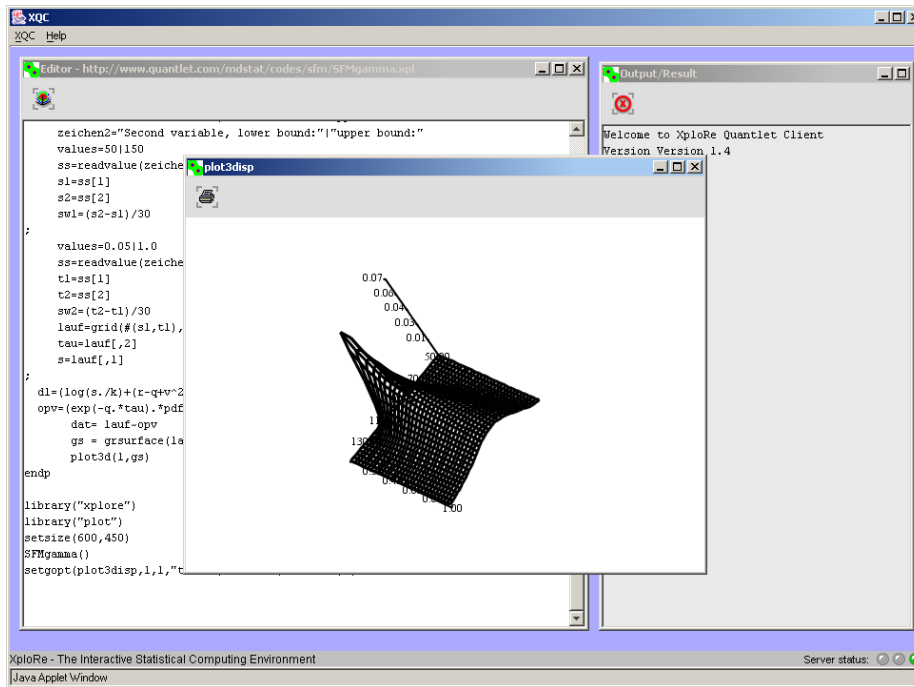 XQC
XQC Help
Editor - http://www.quantlet.com/mdstat/codes/sfm/SFMgamma.xpl
zeichen2="Second variable, lower bound:"|"upper bound:"
values=50|150
ss=readvalue(zeiche
s1=ss[1]
s2=ss[2]
sw1=(s2-s1)/30
;
values=0.05|1.0
ss=readvalue(zeiche
t1=ss[1]
t2=ss[2]
sw2=(t2-t1)/30
lauf=grid(#(s1,t1),
tau=lauf[,2]
s=lauf[,1]
;
d1=(log(s./k)+(r-q+v^2
opv=(exp(-q.*tau).*pdf
dat= lauf~opv
gs = grsurface(la
plot3d(1,gs)
endp
library("xplore")
library("plot")
setsize(600,450)
SFMgamma()
setgopt(plot3disp,1,1,"t
plot3disp
0.07
0.06
0.04
0.03
0.01
50.00
1.00
Output/Result
Welcome to XploRe Quantlet Client
Version Version 1.4
XploRe - The Interactive Statistical Computing Environment
Server status:
Java Applet Window